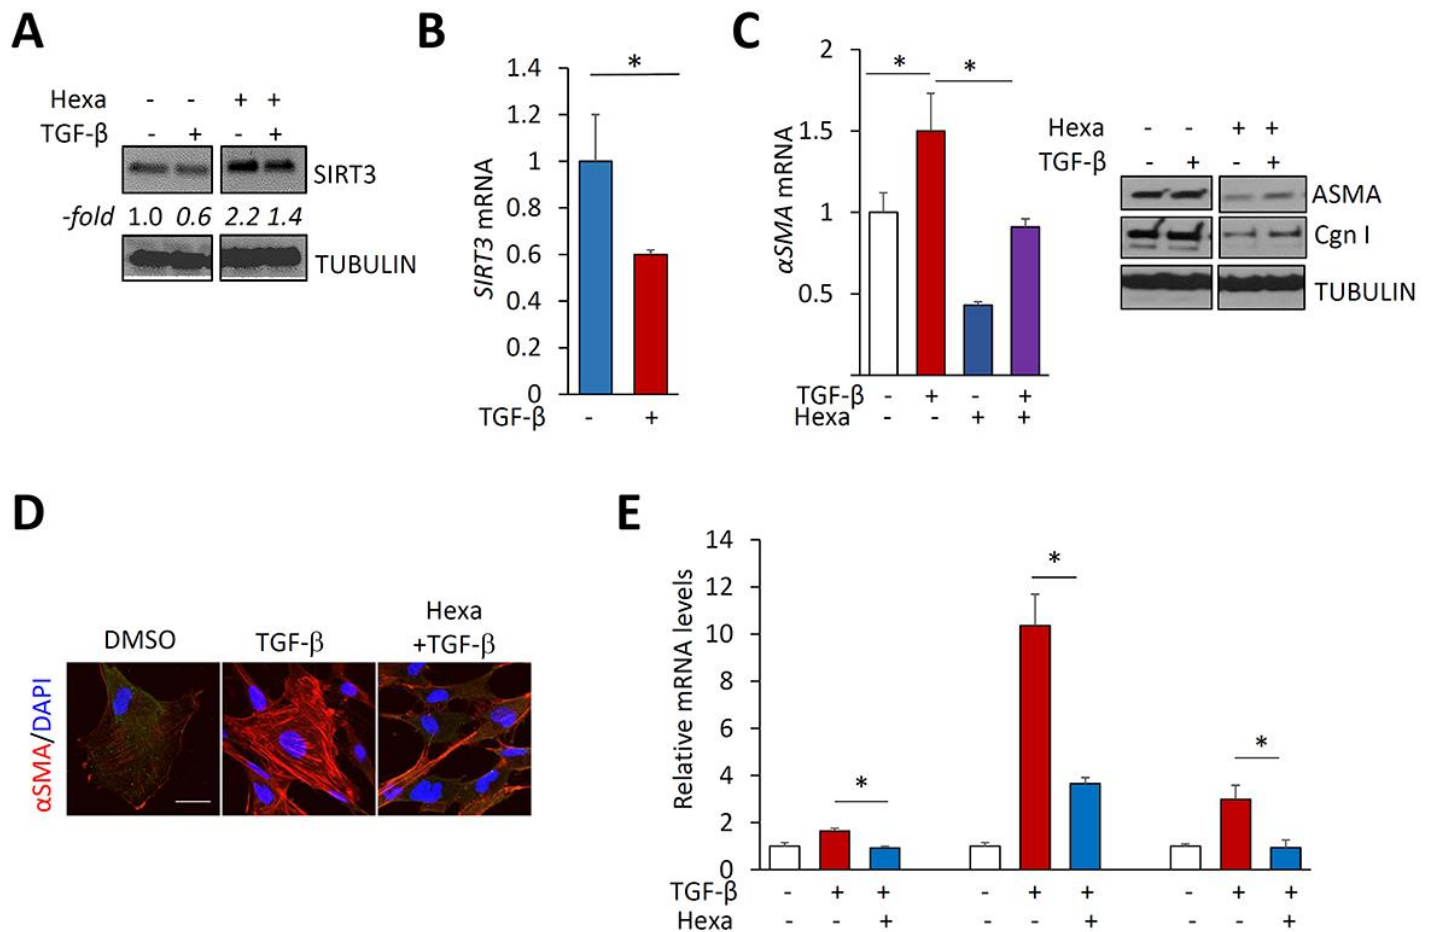 A
Hexa - - + +
TGF-β - + - +
SIRT3
-fold 1.0 0.6 2.2 1.4
TUBULIN
B
*
1.4
1.2
1
0.8
0.6
0.4
0.2
0
SIRT3 mRNA
TGF-β - +
C
* *
2
1.5
1
0.5
αSMA mRNA
TGF-β - + - +
Hexa - - + +
Hexa - - + +
TGF-β - + - +
ASMA
Cgn I
TUBULIN
D
DMSO
TGF-β
Hexa
+TGF-β
αSMA/DAPI
E
14
12
10
8
6
4
2
0
Relative mRNA levels
*
*
*
TGF-β - + + - + + - + +
Hexa - - + - - + - - +